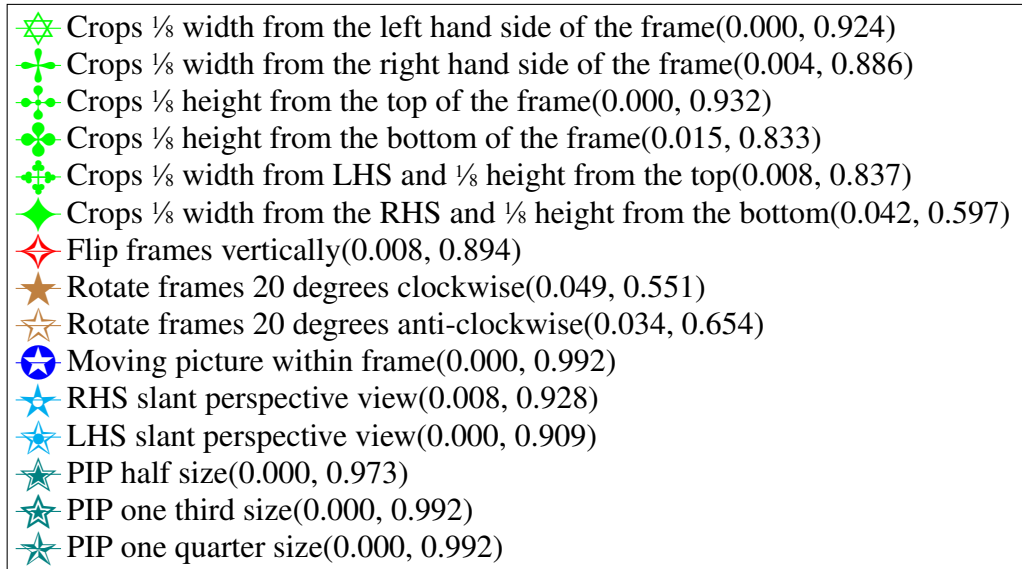 Crops ⅛ width from the left hand side of the frame(0.000, 0.924)
Crops ⅛ width from the right hand side of the frame(0.004, 0.886)
Crops ⅛ height from the top of the frame(0.000, 0.932)
Crops ⅛ height from the bottom of the frame(0.015, 0.833)
Crops ⅛ width from LHS and ⅛ height from the top(0.008, 0.837)
Crops ⅛ width from the RHS and ⅛ height from the bottom(0.042, 0.597)
Flip frames vertically(0.008, 0.894)
Rotate frames 20 degrees clockwise(0.049, 0.551)
Rotate frames 20 degrees anti-clockwise(0.034, 0.654)
Moving picture within frame(0.000, 0.992)
RHS slant perspective view(0.008, 0.928)
LHS slant perspective view(0.000, 0.909)
PIP half size(0.000, 0.973)
PIP one third size(0.000, 0.992)
PIP one quarter size(0.000, 0.992)